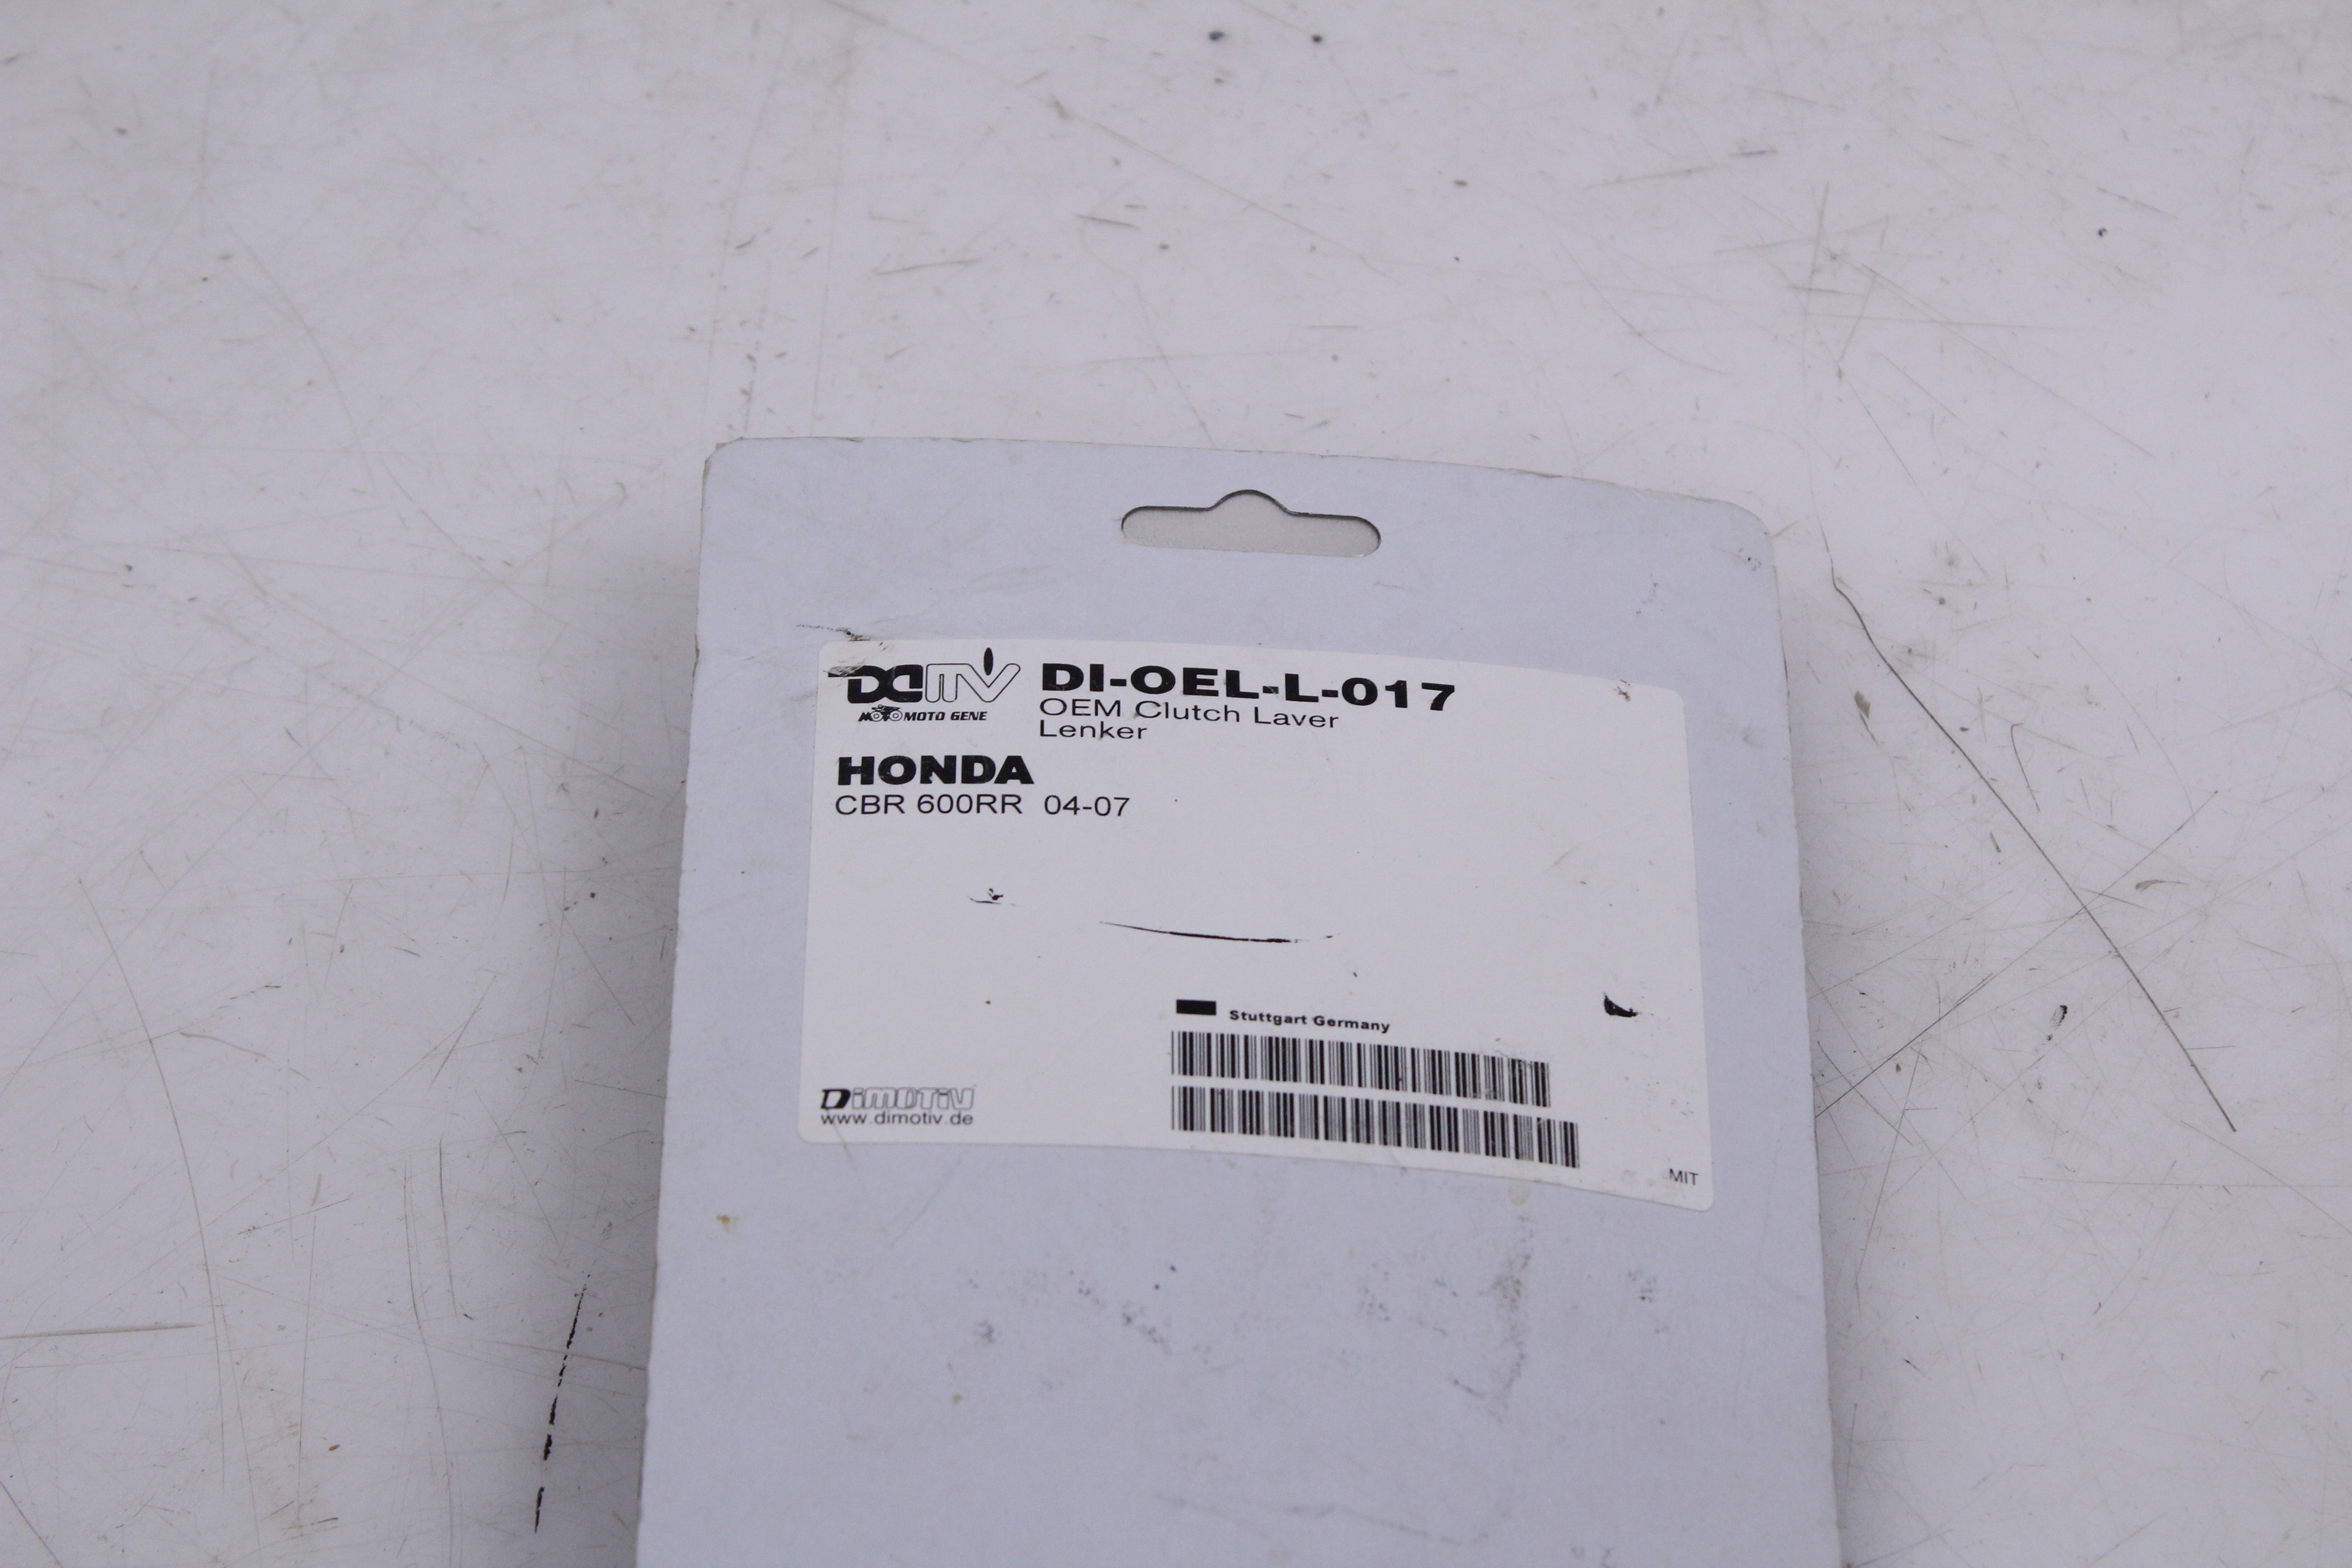 DI-OEL-L-017
OEM Clutch Laver
Lenker
MOTO MOTO GENE
HONDA
CBR 600RR 04-07
Stuttgart Germany
DiMOTiV
www.dimotiv.de
MIT